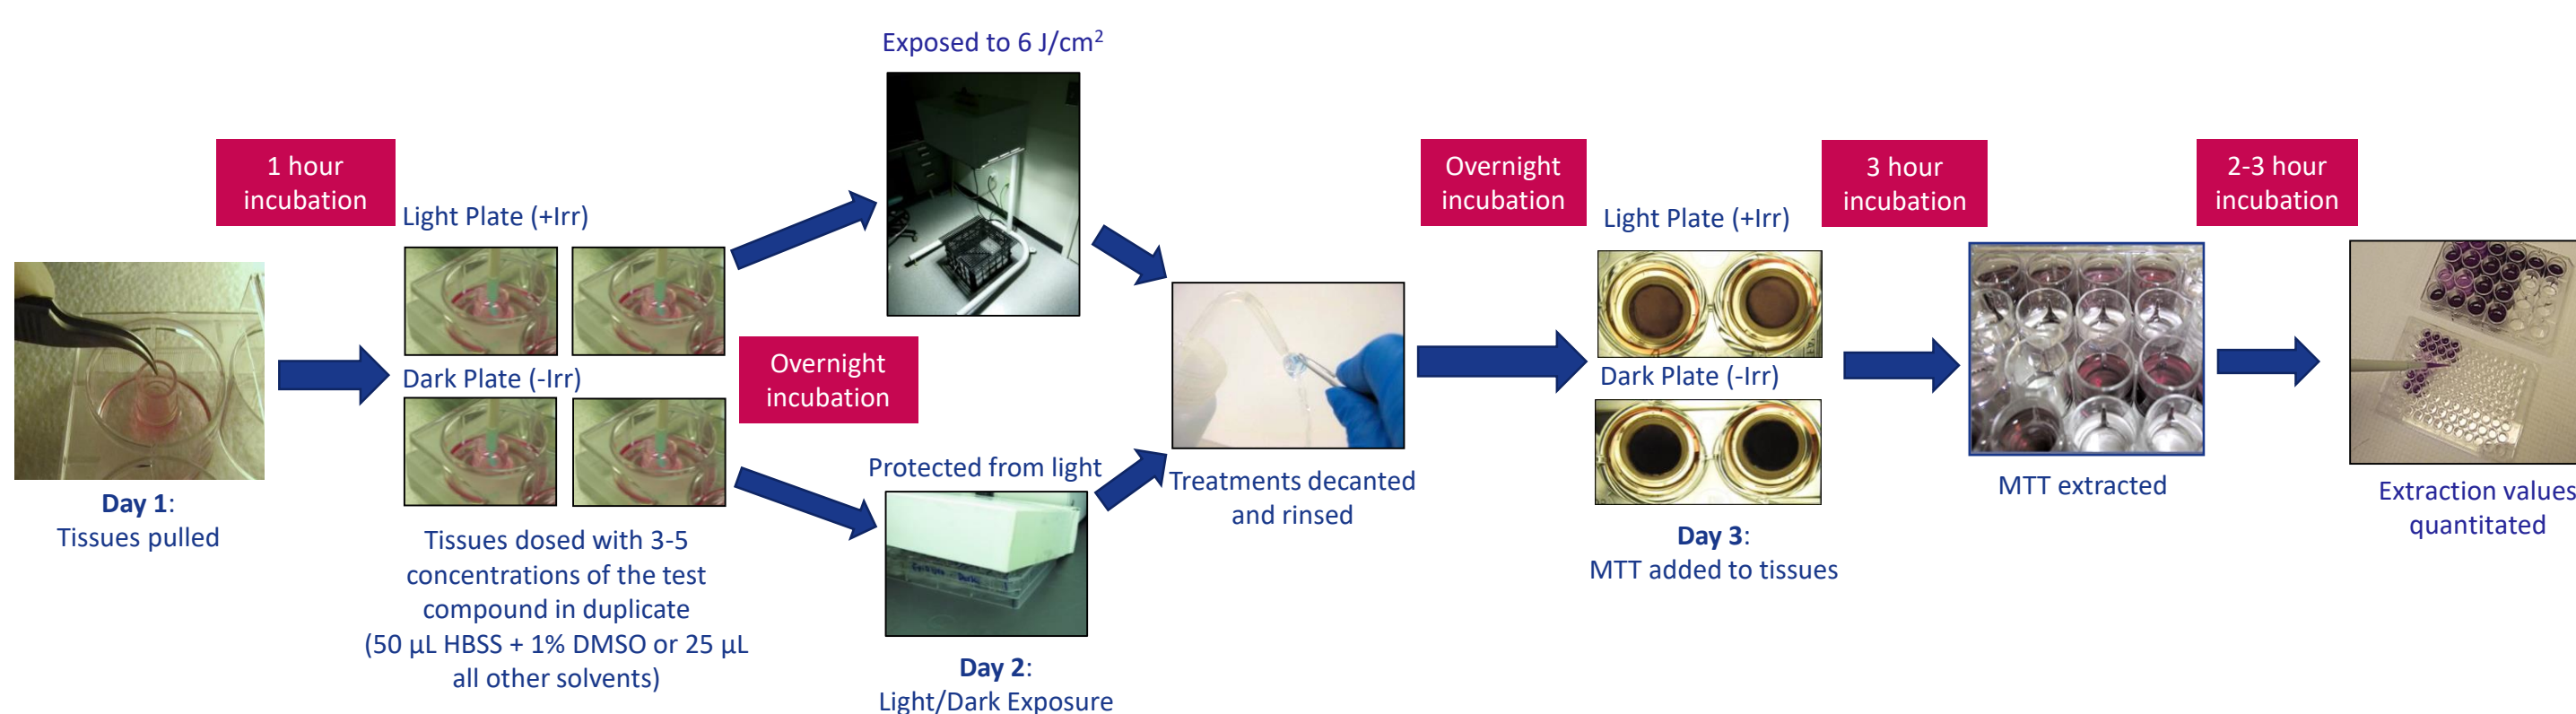 1 hour
incubation
Day 1:
Tissues pulled
Light Plate (+Irr)
Dark Plate (-Irr)
Tissues dosed with 3-5
concentrations of the test
compound in duplicate
(50 µL HBSS + 1% DMSO or 25 µL
all other solvents)
Overnight
incubation
Exposed to 6 J/cm²
Protected from light
Day 2:
Light/Dark Exposure
Treatments decanted
and rinsed
Overnight
incubation
Light Plate (+Irr)
Dark Plate (-Irr)
Day 3:
MTT added to tissues
3 hour
incubation
MTT extracted
2-3 hour
incubation
Extraction values
quantitated